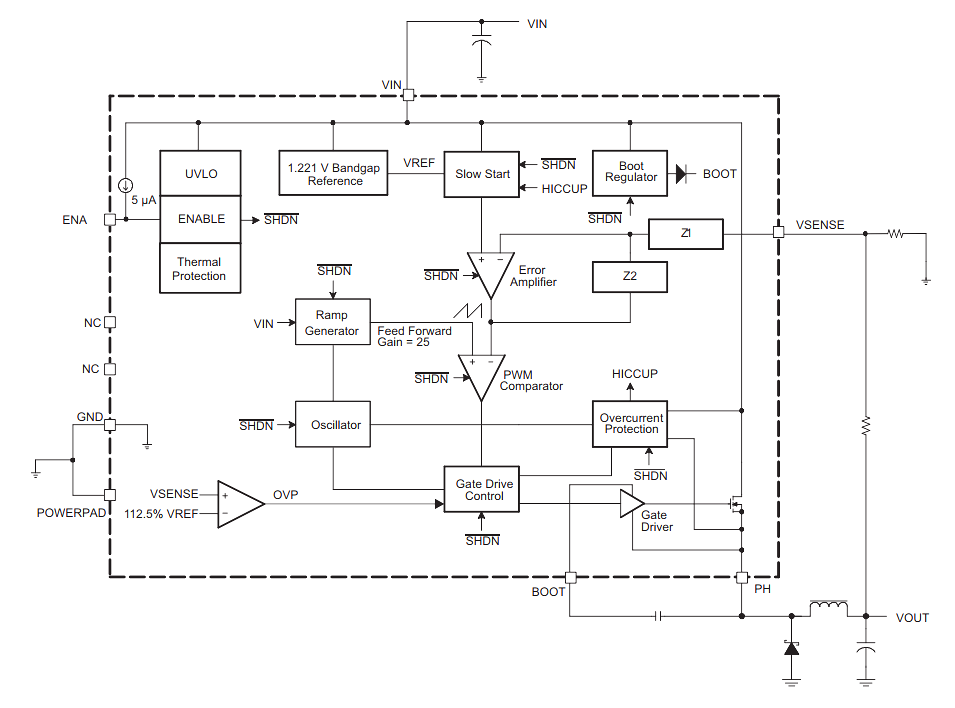 VIN
VIN
UVLO
1.221 V Bandgap
Reference
VREF
Slow Start
SHDN
HICCUP
Boot
Regulator
BOOT
SHDN
5 µA
ENA
ENABLE
SHDN
Thermal
Protection
Z1
VSENSE
Z2
SHDN
Error
Amplifier
+
−
SHDN
VIN
Ramp
Generator
Feed Forward
Gain = 25
NC
NC
+
−
SHDN
PWM
Comparator
HICCUP
SHDN
Oscillator
Overcurrent
Protection
SHDN
GND
POWERPAD
VSENSE
112.5% VREF
+
−
OVP
Gate Drive
Control
SHDN
Gate
Driver
BOOT
PH
VOUT